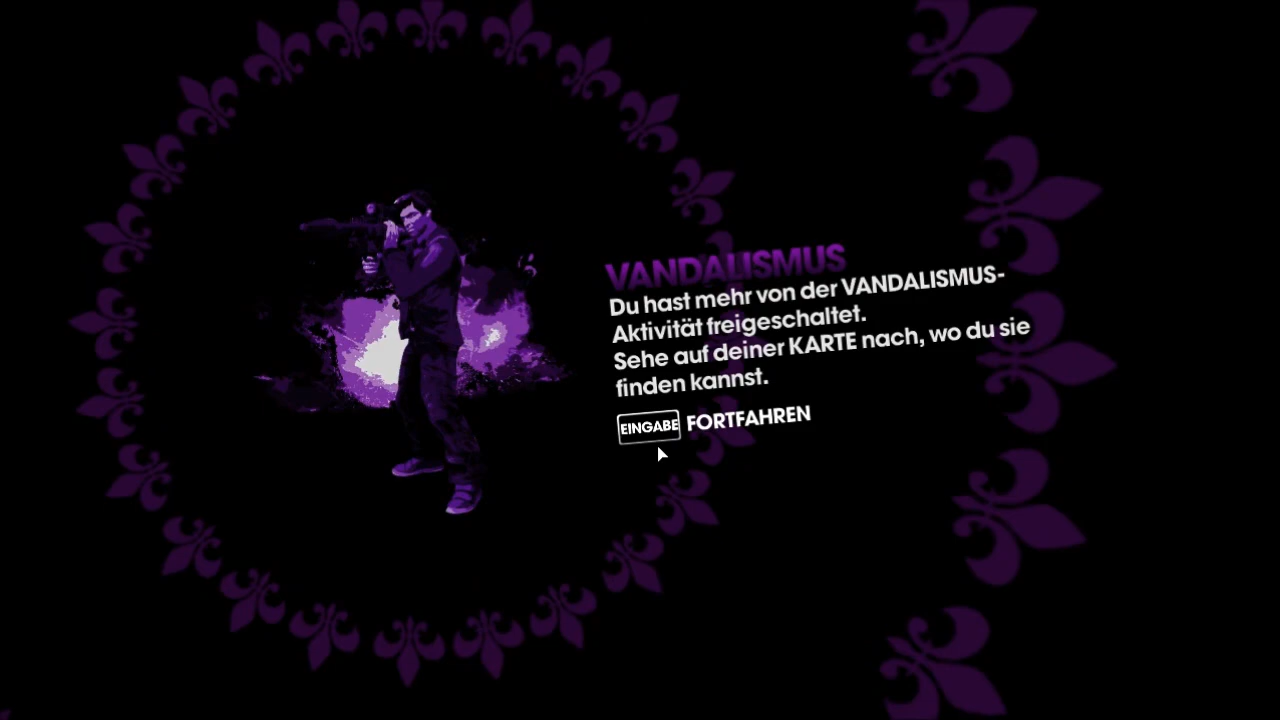 VANDALISMUS
Du hast mehr von der VANDALISMUS-
Aktivität freigeschaltet.
Sehe auf deiner KARTE nach, wo du sie
finden kannst.
EINGABE FORTFAHREN